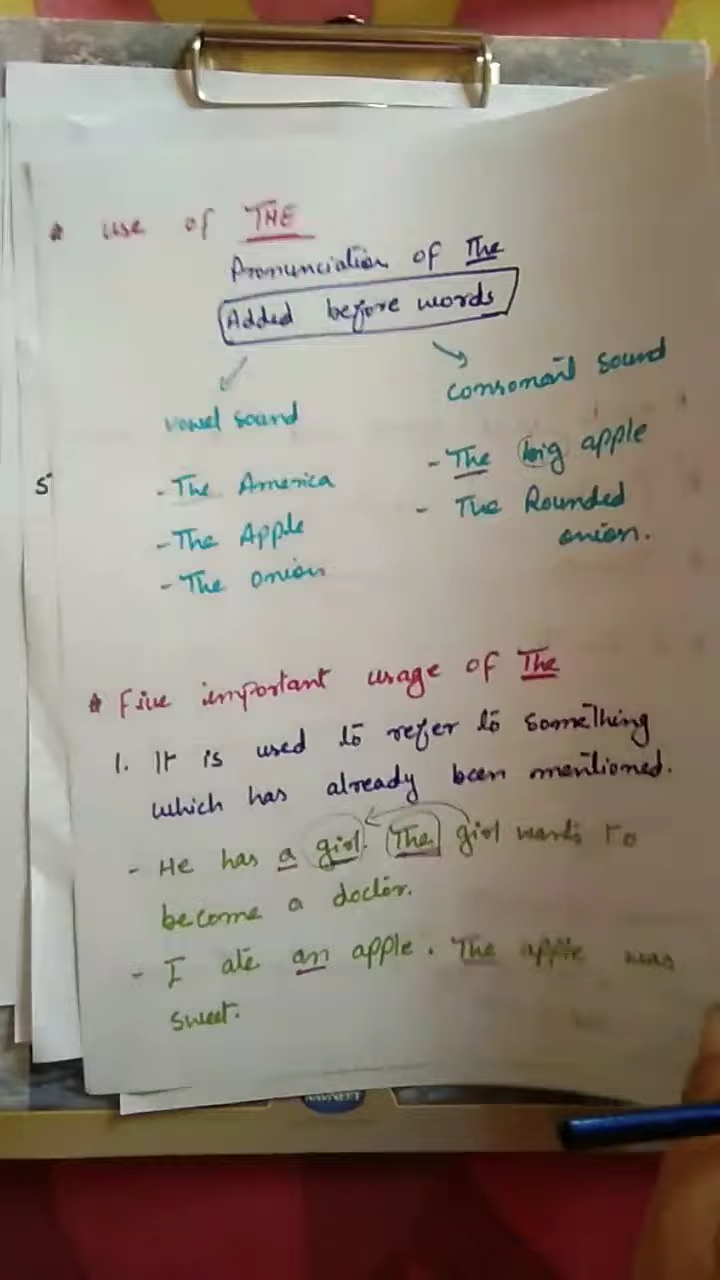 * use of THE
Pronunciation of The
Added before words
vowel sound
- The America
- The Apple
- The onion
consonant sound
- The big apple
- The Rounded
onion.
5
* Five important usage of The
1. It is used to refer to something
which has already been mentioned.
- He has a girl. The girl wants to
become a doctor.
- I ate an apple. The apple was
sweet.
NAVNEET